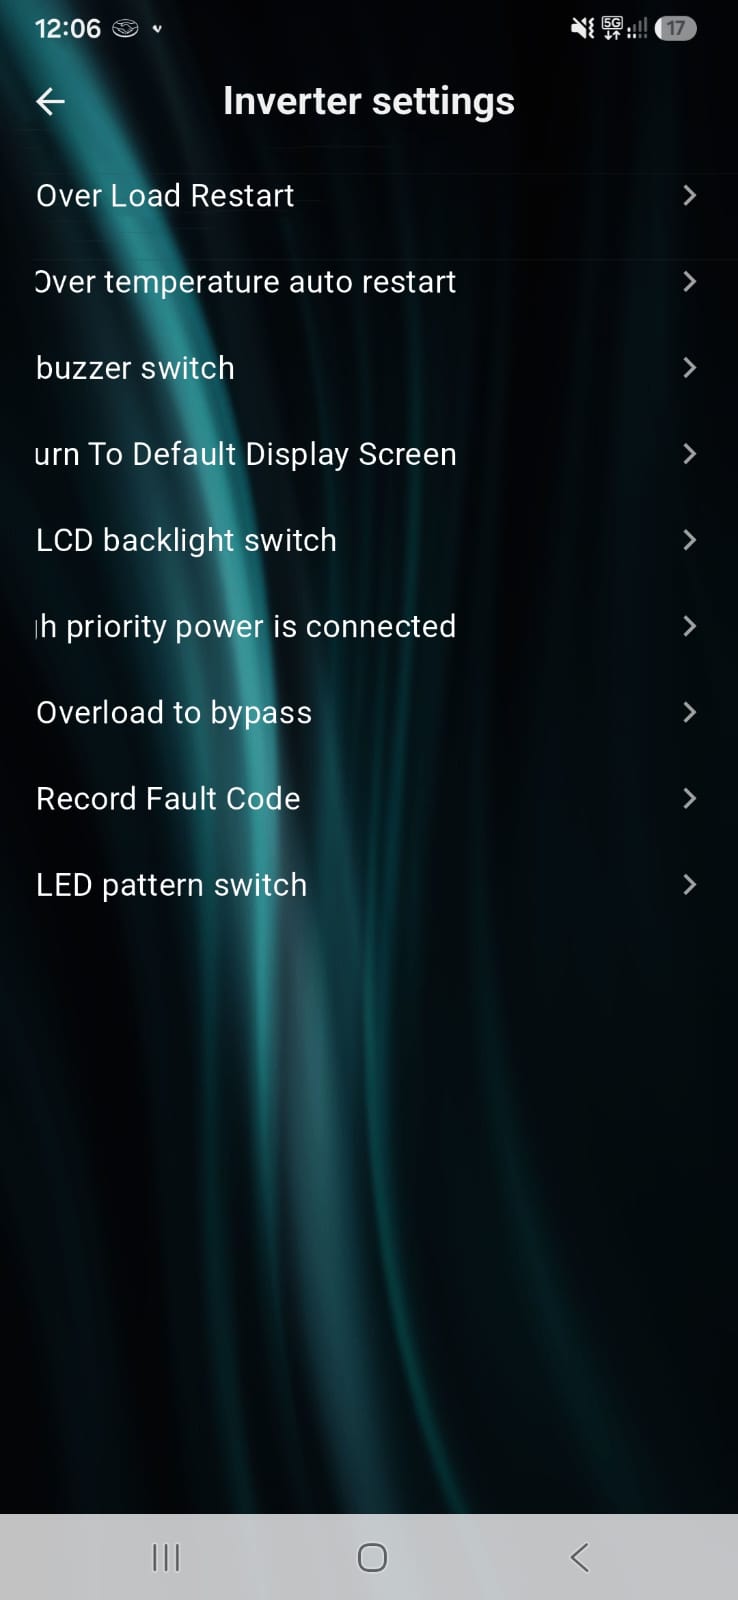 12:06
5G
17
Inverter settings
Over Load Restart
Over temperature auto restart
buzzer switch
urn To Default Display Screen
LCD backlight switch
h priority power is connected
Overload to bypass
Record Fault Code
LED pattern switch